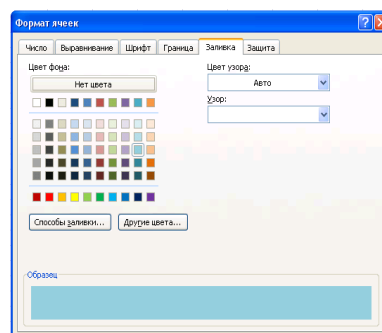 Формат ячеек
Число Выравнивание Шрифт Граница Заливка Защита
Цвет фона: Цвет узора:
Нет цвета Авто
Узор:
Способы заливки... Другие цвета...
Образец